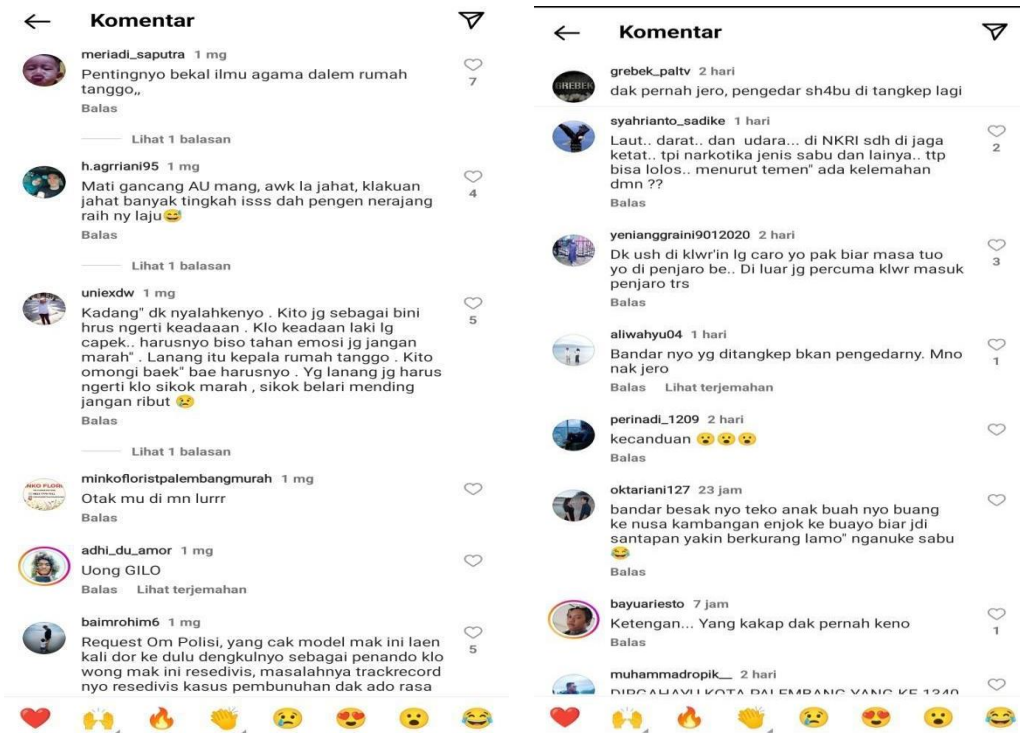 Komentar
meriadi_saputra 1 mg
Pentingnyo bekal ilmu agama dalem rumah
tanggo,,
7
Balas
Lihat 1 balasan
h.agrriani95 1 mg
Mati gancang AU mang, awk la jahat, klakuan
jahat banyak tingkah isss dah pengen nerajang
raih ny laju😅
4
Balas
Lihat 1 balasan
uniexdw 1 mg
Kadang" dk nyalahkenyo . Kito jg sebagai bini
hrus ngerti keadaaan . Klo keadaan laki lg
capek.. harusnyo biso tahan emosi jg jangan
marah" . Lanang itu kepala rumah tanggo . Kito
omongi baek" bae harusnyo . Yg lanang jg harus
ngerti klo sikok marah , sikok belari mending
jangan ribut 😢
5
Balas
Lihat 1 balasan
minkofloristpalembangmurah 1 mg
Otak mu di mn lurrr
Balas
adhi_du_amor 1 mg
Uong GILO
Balas Lihat terjemahan
baimrohim6 1 mg
Request Om Polisi, yang cak model mak ini laen
kali dor ke dulu dengkulnyo sebagai penando klo
wong mak ini resedivis, masalahnya trackrecord
nyo resedivis kasus pembunuhan dak ado rasa
5
Komentar
GREBEK
grebek_paltv 2 hari
dak pernah jero, pengedar sh4bu di tangkep lagi
syahrianto_sadike 1 hari
Laut.. darat.. dan udara... di NKRI sdh di jaga
ketat.. tpi narkotika jenis sabu dan lainya.. ttp
bisa lolos.. menurut temen" ada kelemahan
dmn ??
2
Balas
yenianggraini9012020 2 hari
Dk ush di klwr'in lg caro yo pak biar masa tuo
yo di penjaro be.. Di luar jg percuma klwr masuk
penjaro trs
3
Balas
aliwahyu04 1 hari
Bandar nyo yg ditangkep bkan pengedarny. Mno
nak jero
1
Balas Lihat terjemahan
perinadi_1209 2 hari
kecanduan 😮😮😮
Balas
oktariani127 23 jam
bandar besak nyo teko anak buah nyo buang
ke nusa kambangan enjok ke buayo biar jdi
santapan yakin berkurang lamo" nganuke sabu
😂
Balas
bayuariesto 7 jam
Ketengan... Yang kakap dak pernah keno
1
Balas
muhammadropik__ 2 hari
DIRGAHAYU KOTA PALEMBANG YANG KE 1340